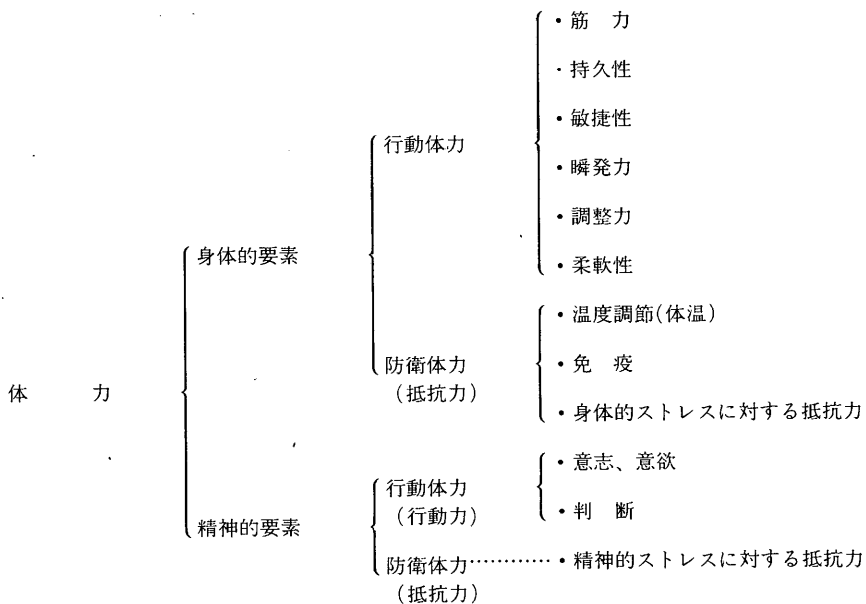 ・筋　力
・持久性
・敏捷性
行動体力
・瞬発力
・調整力
身体的要素
・柔軟性
・温度調節(体温)
防衛体力
(抵抗力)
・免　疫
体　　力
・身体的ストレスに対する抵抗力
・意志、意欲
行動体力
(行動力)
・判　断
精神的要素
防衛体力…………・精神的ストレスに対する抵抗力
(抵抗力)